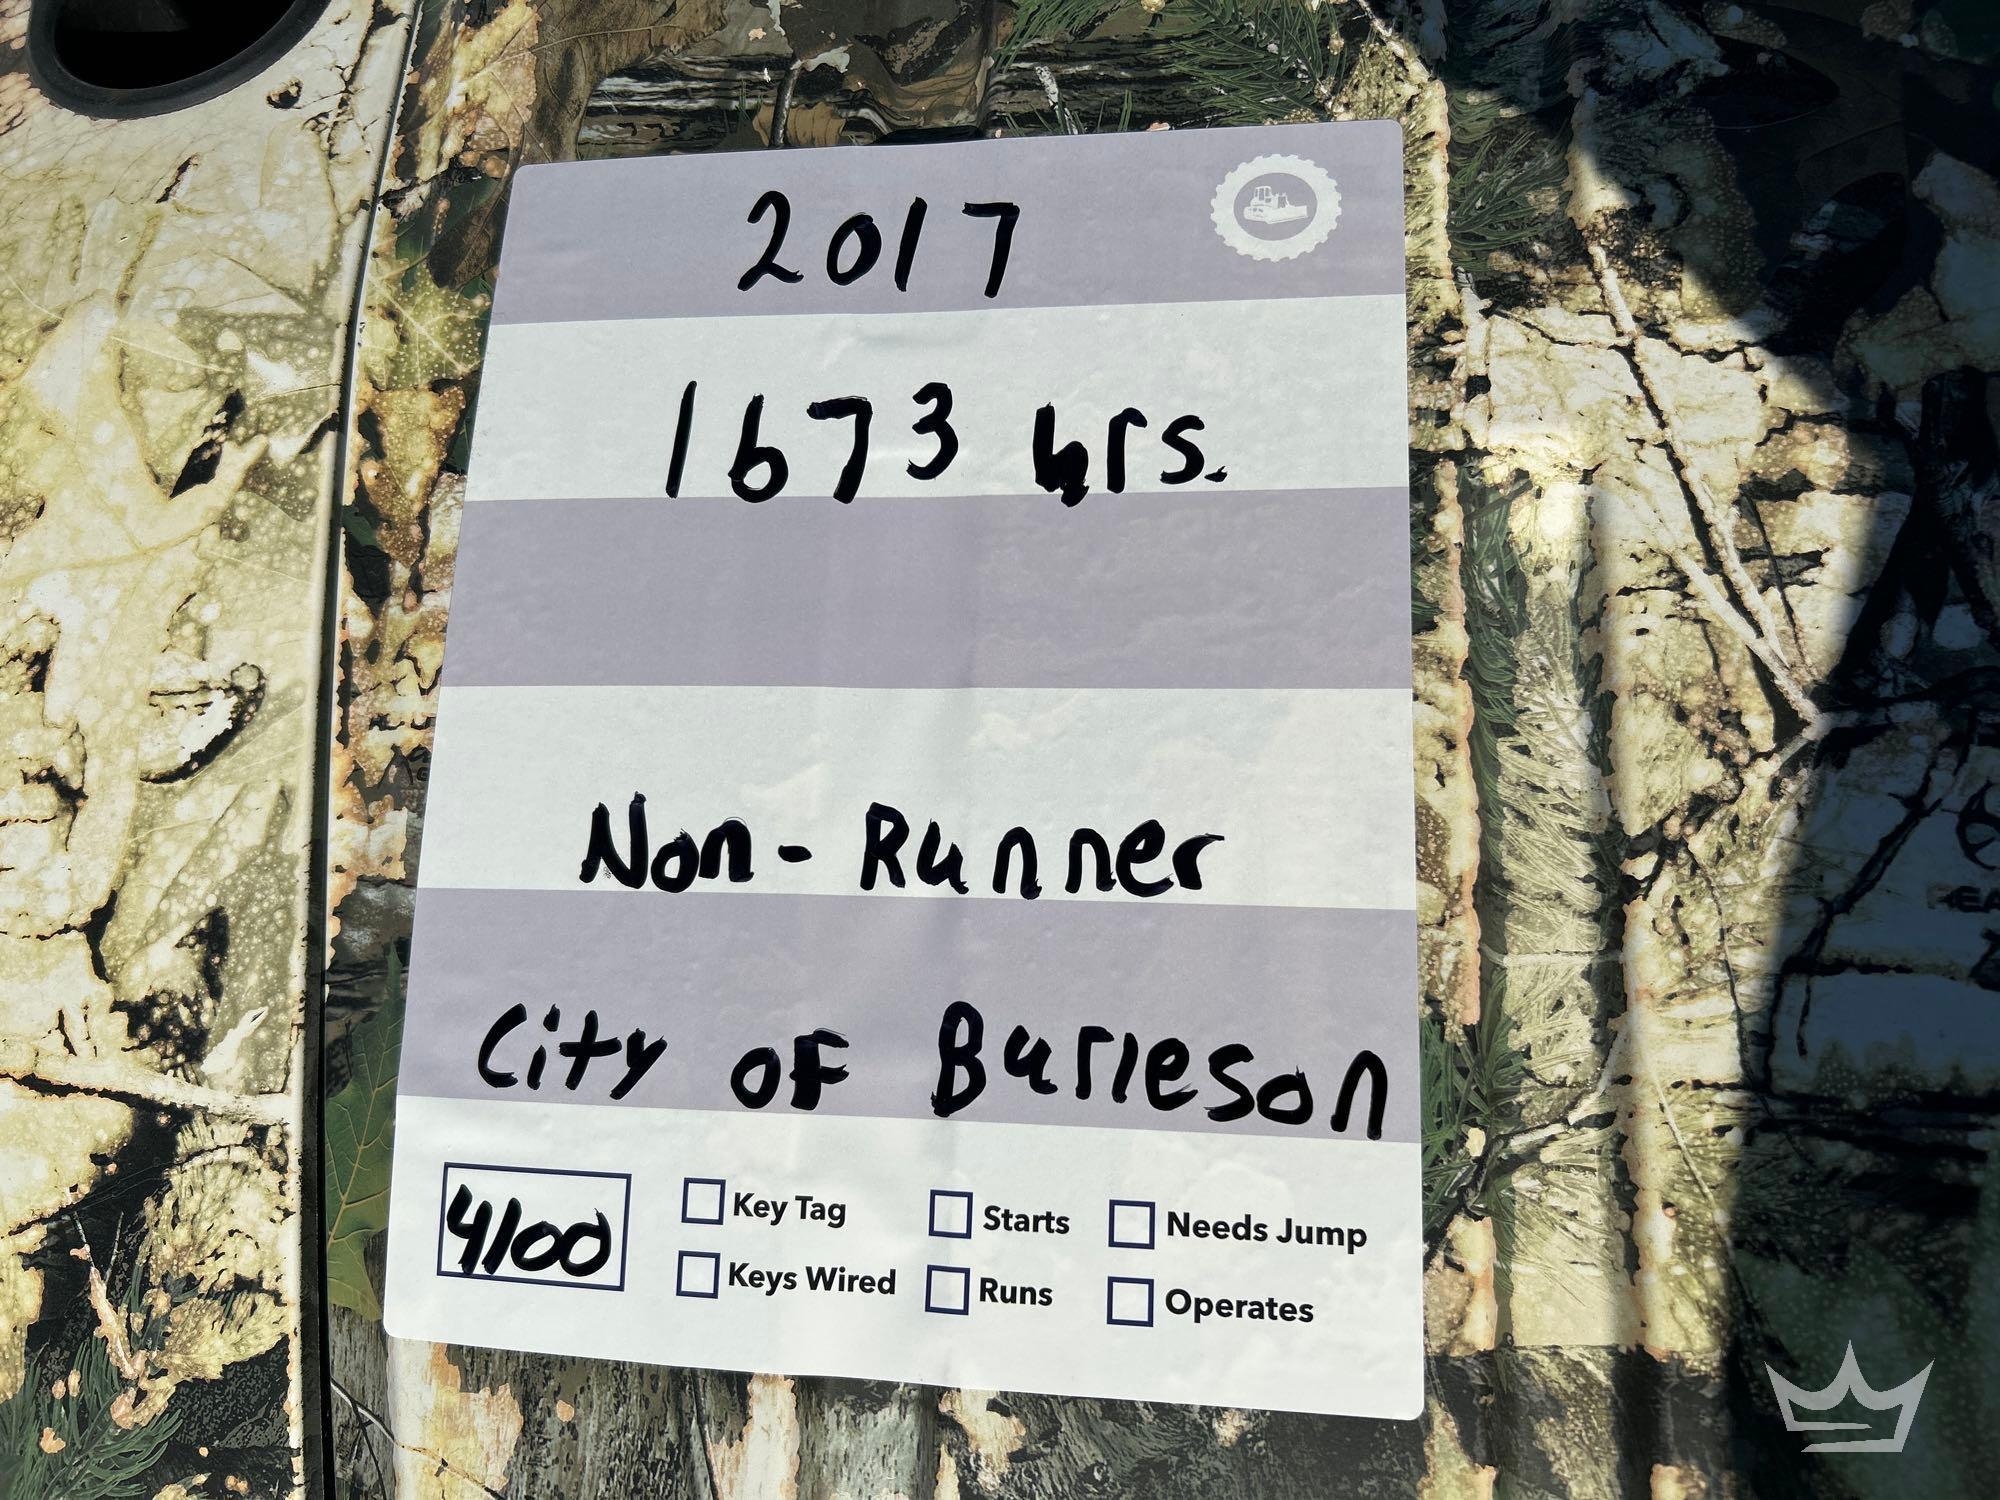 2017
1673 hrs.
Non-Runner
City OF Burleson
4100
Key Tag
Starts
Needs Jump
Keys Wired
Runs
Operates